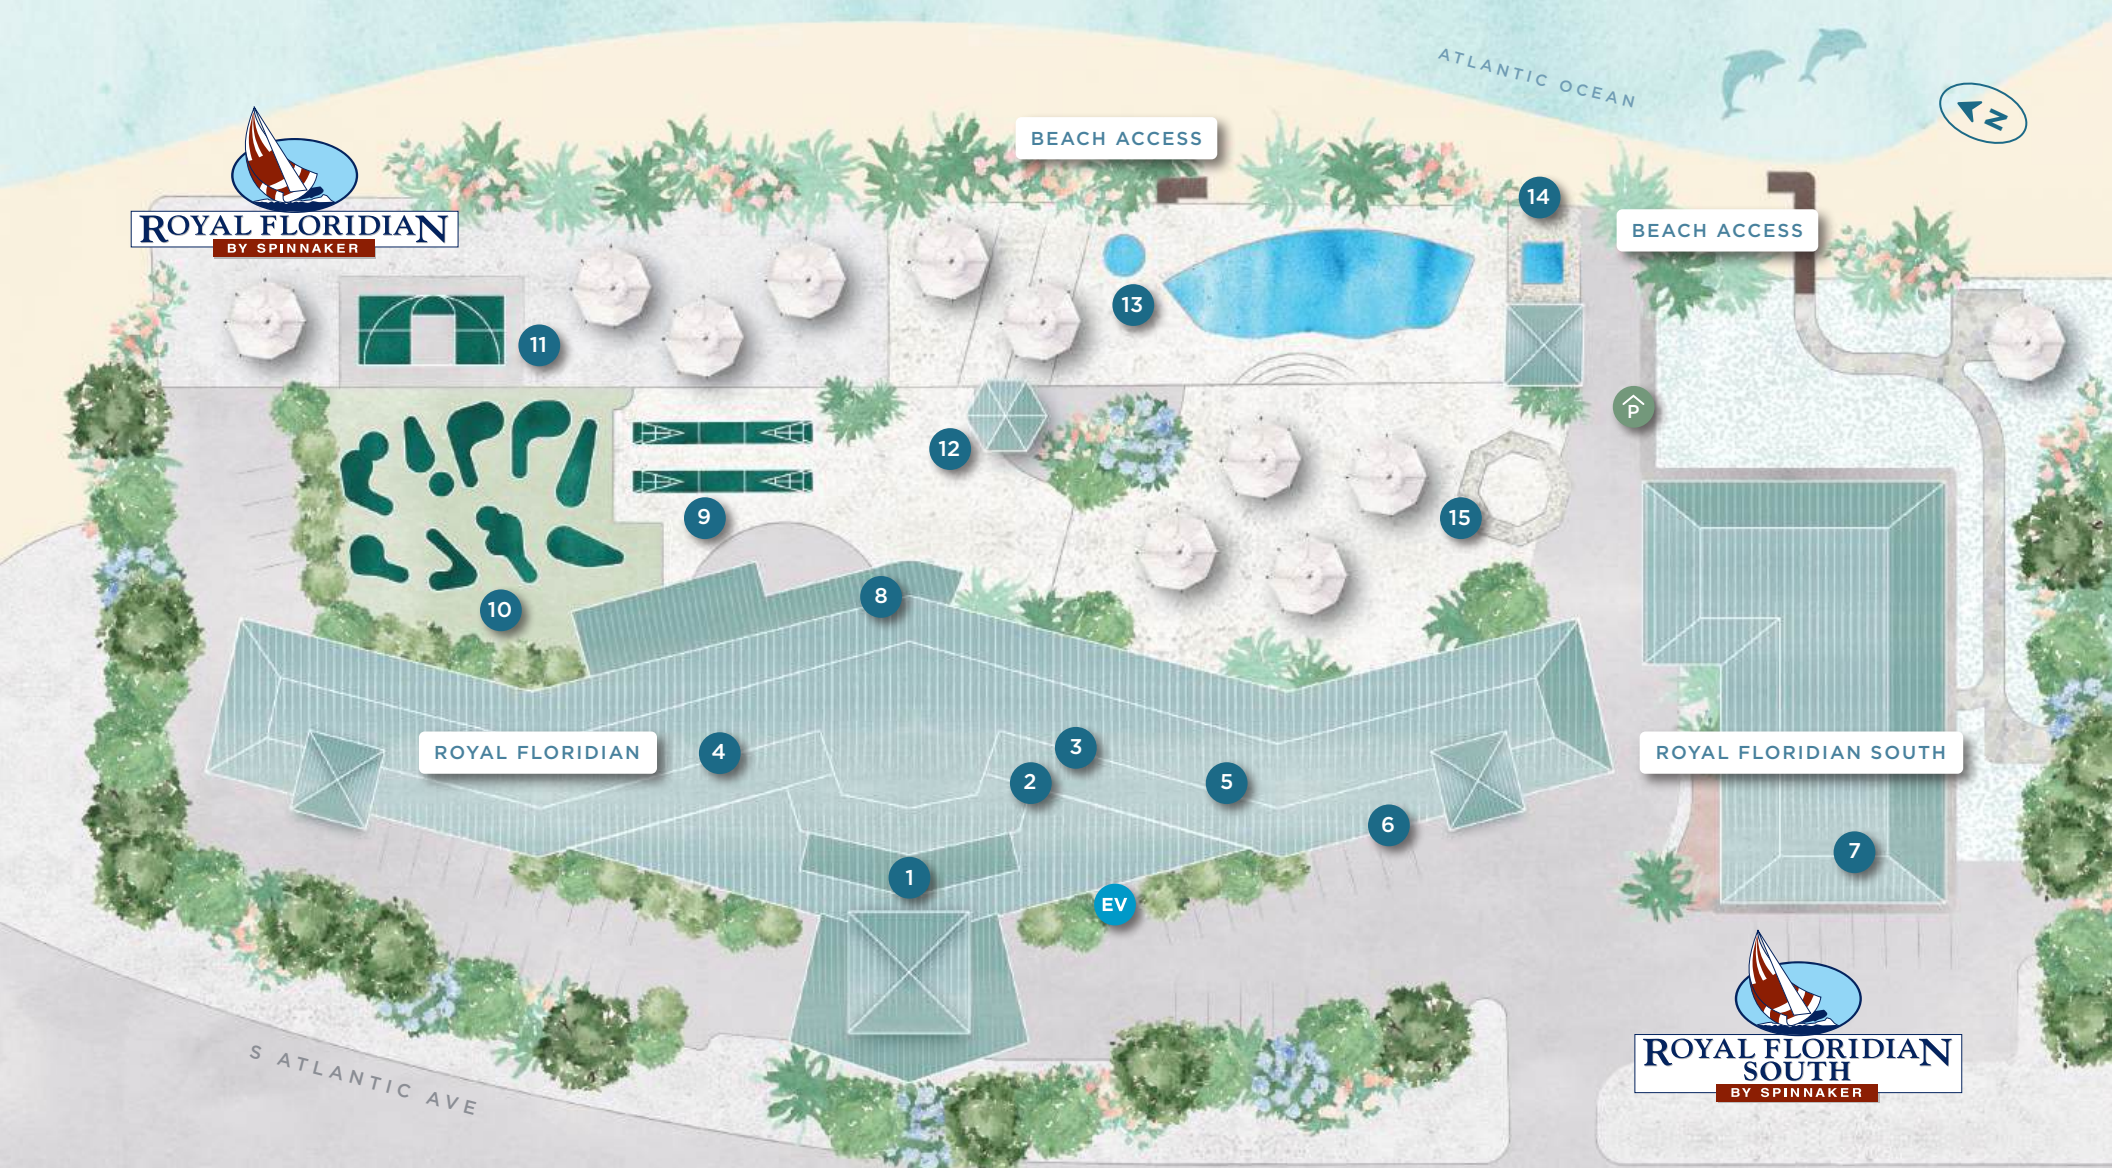 ATLANTIC OCEAN
N
BEACH ACCESS
ROYAL FLORIDIAN
BY SPINNAKER
14
BEACH ACCESS
13
11
P
12
9
15
8
10
ROYAL FLORIDIAN
4
3
2
5
6
ROYAL FLORIDIAN SOUTH
7
1
EV
S ATLANTIC AVE
ROYAL FLORIDIAN
SOUTH
BY SPINNAKER